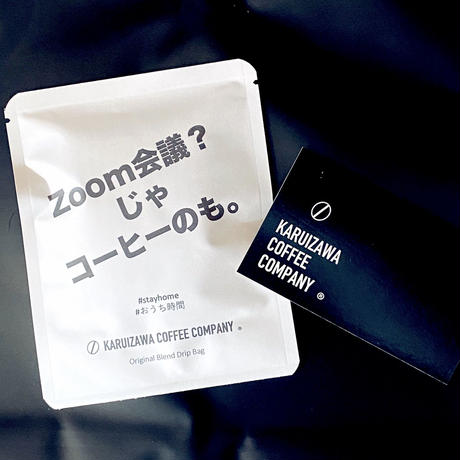 Zoom会議？
じゃ
コーヒーのも。
#stayhome
#おうち時間
KARUIZAWA COFFEE COMPANY ®
Original Blend Drip Bag
KARUIZAWA
COFFEE
COMPANY ®